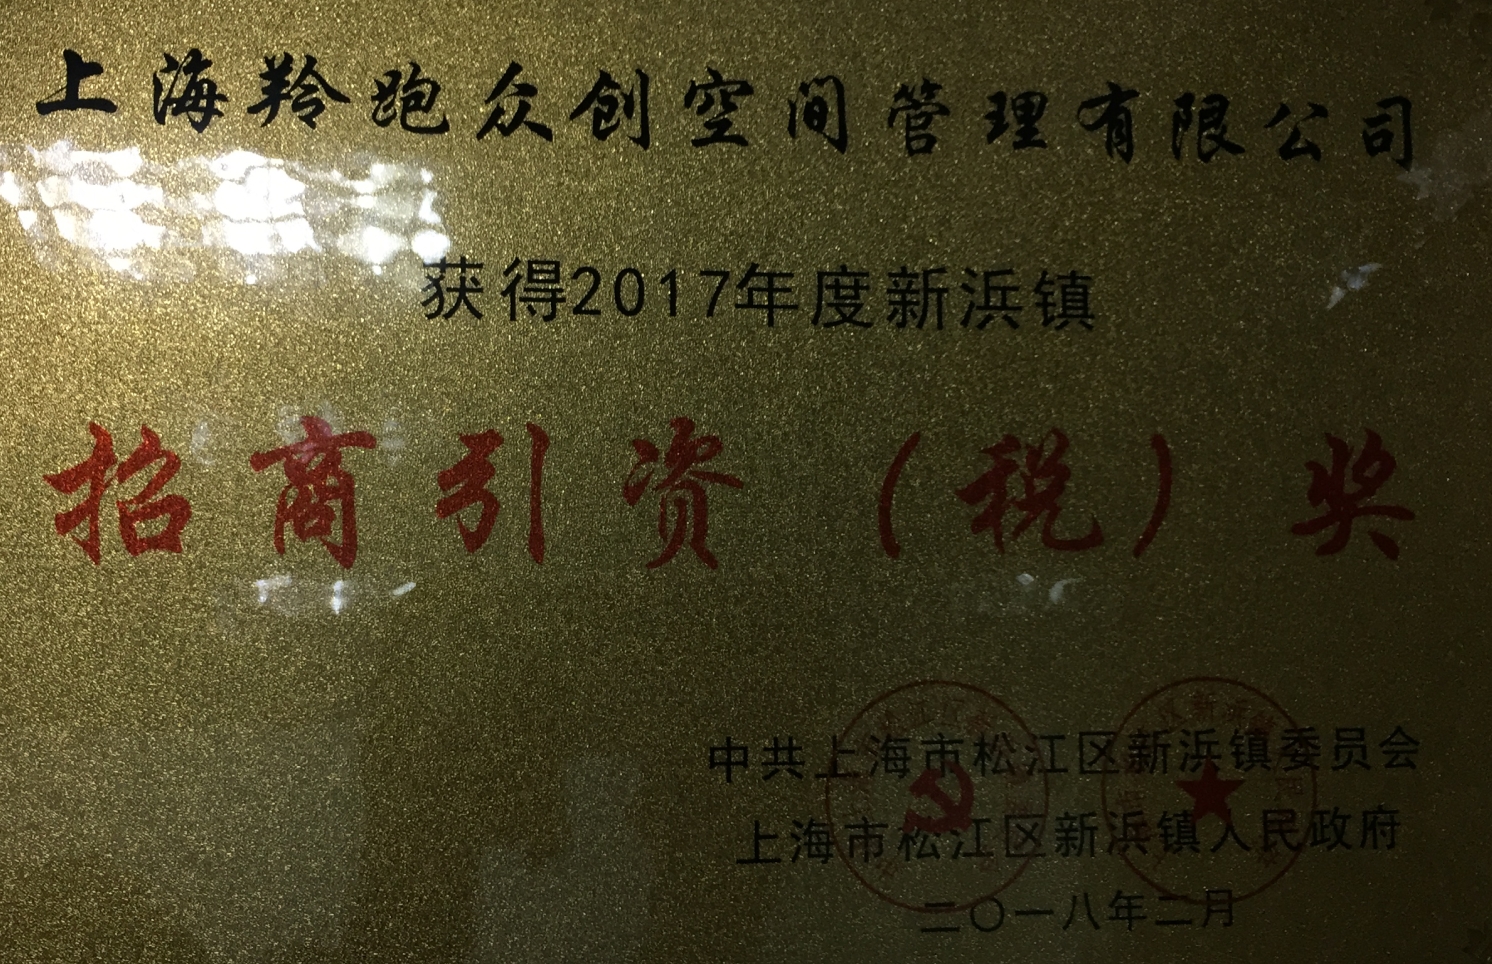 上海羚跑众创空间管理有限公司
获得2017年度新浜镇
招商引资（税）奖
中共上海市松江区新浜镇委员会
上海市松江区新浜镇人民政府
二〇一八年二月